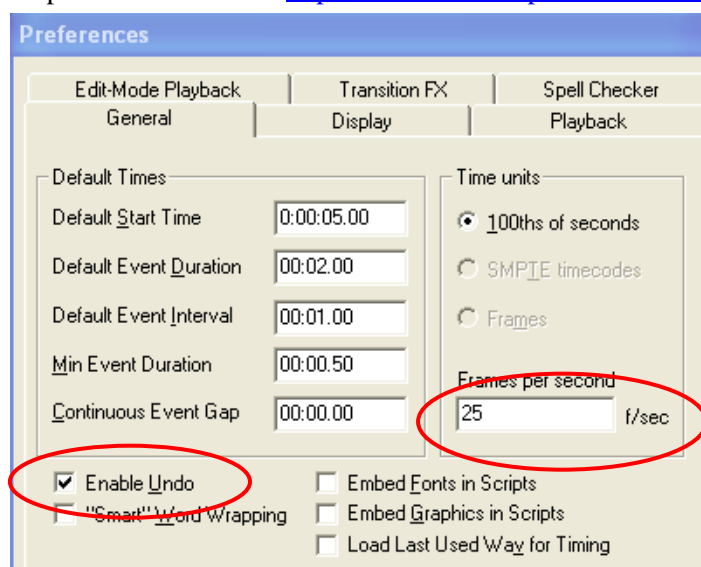 Preferences
Edit-Mode Playback Transition FX Spell Checker
General Display Playback
Default Times
Default Start Time 0:00:05.00
Default Event Duration 00:02.00
Default Event Interval 00:01.00
Min Event Duration 00:00.50
Continuous Event Gap 00:00.00
Time units
100ths of seconds
SMPTE timecodes
Frames
Frames per second
25 f/sec
Enable Undo
"Smart" Word Wrapping
Embed Fonts in Scripts
Embed Graphics in Scripts
Load Last Used Way for Timing